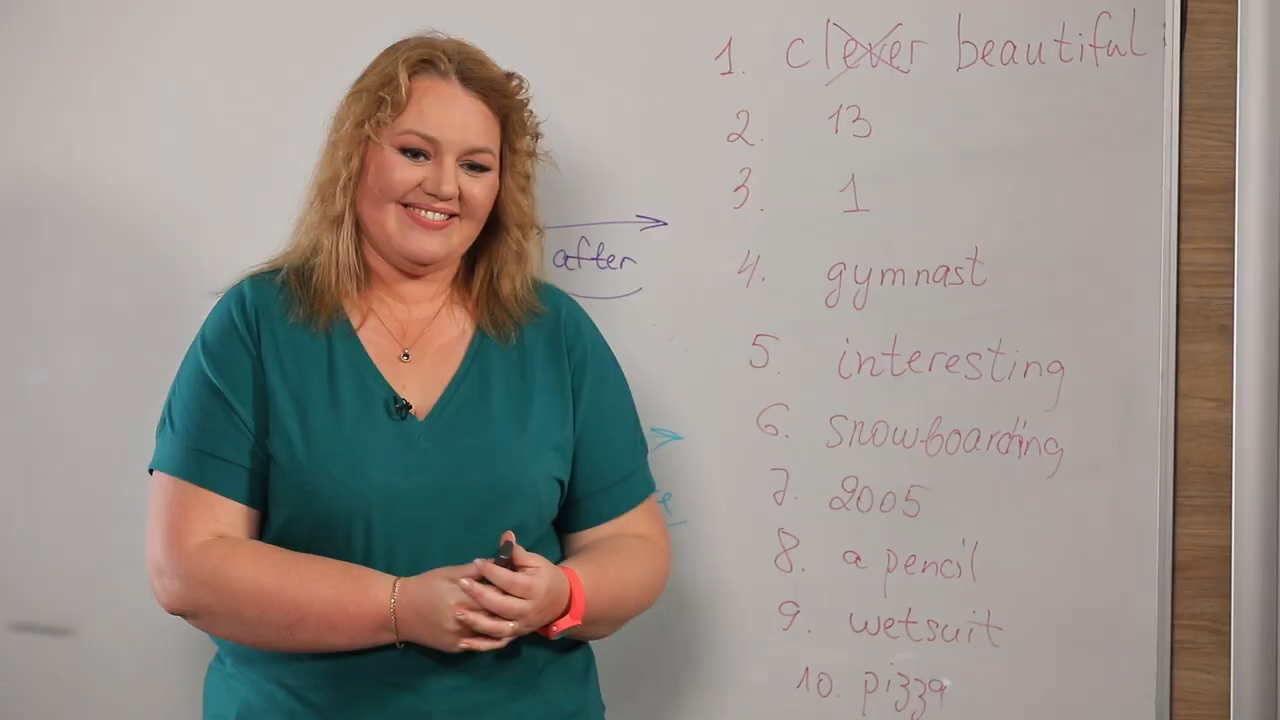 1. clever beautiful
2. 13
3. 1
4. gymnast
5. interesting
6. snowboarding
7. 2005
8. a pencil
9. wetsuit
10. pizza
after